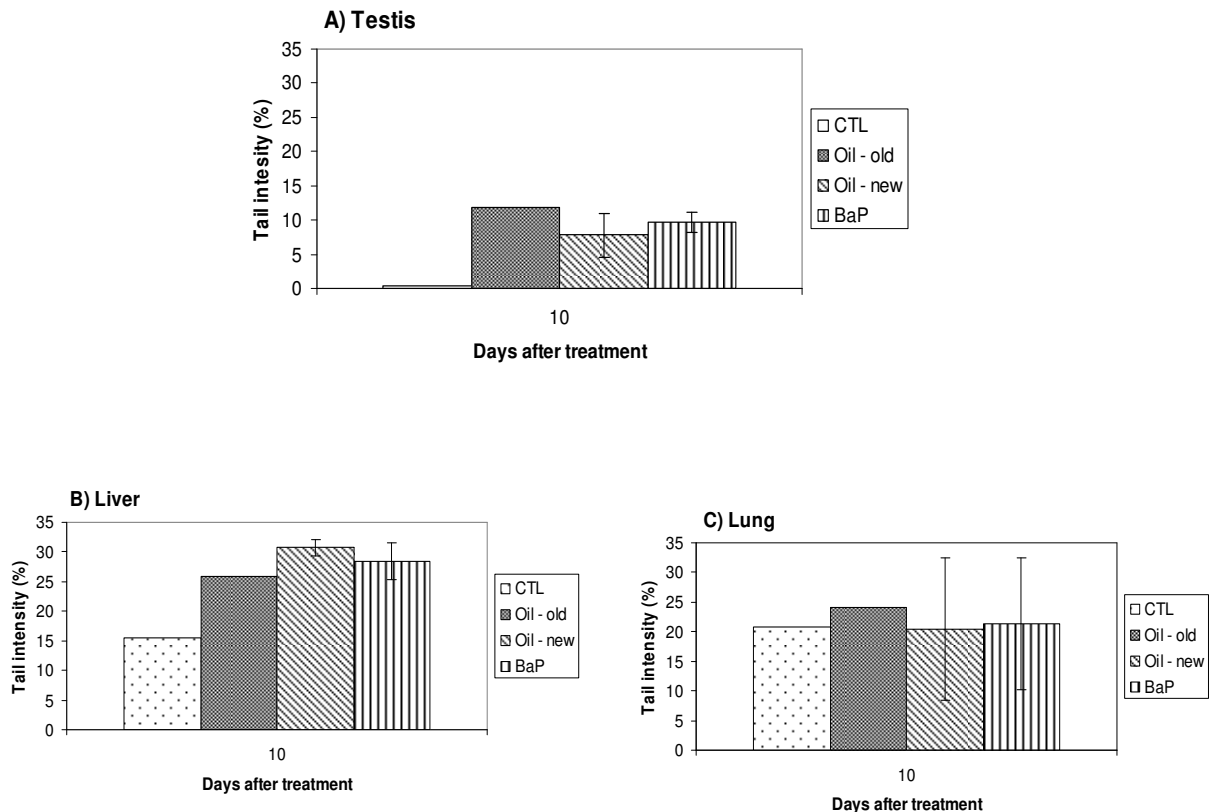 A) Testis
35
30
25
20
15
10
5
0
Tail intesity (%)
10
Days after treatment
CTL
Oil - old
Oil - new
BaP
B) Liver
35
30
25
20
15
10
5
0
Tail intensity (%)
10
Days after treatment
CTL
Oil - old
Oil - new
BaP
C) Lung
35
30
25
20
15
10
5
0
Tail intensity (%)
10
Days after treatment
CTL
Oil - old
Oil - new
BaP